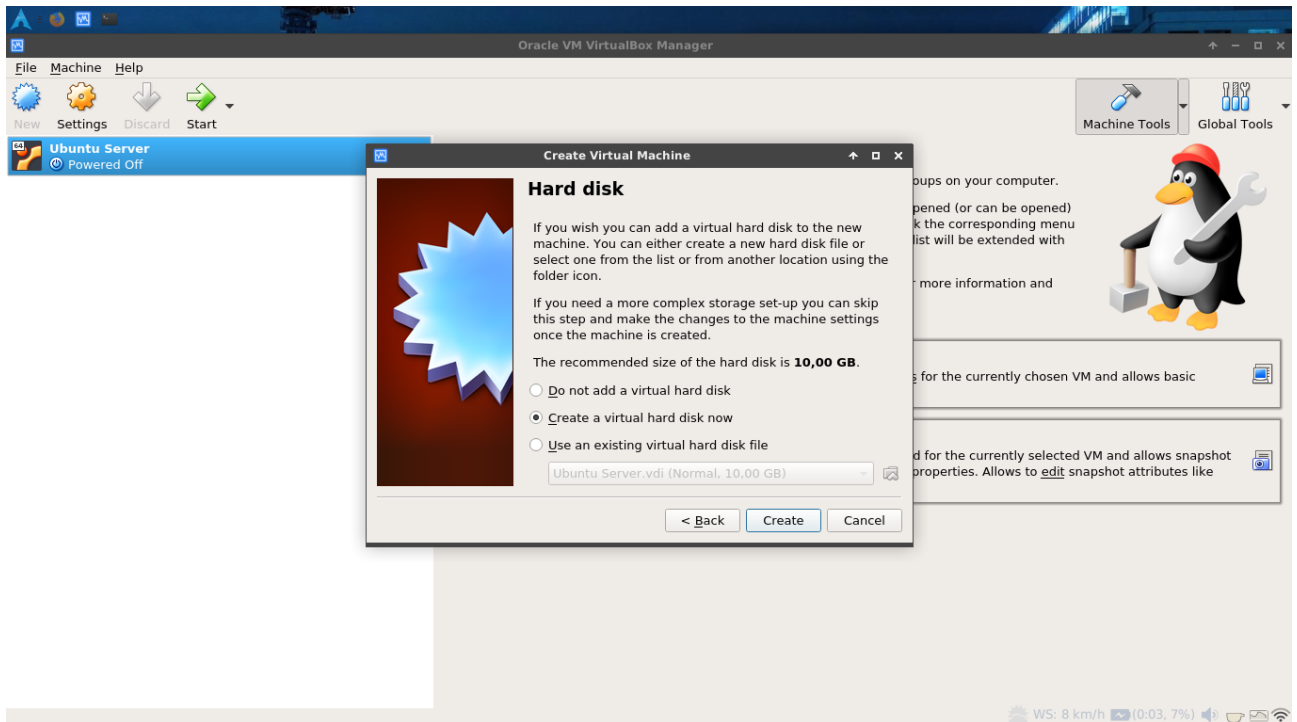 Oracle VM VirtualBox Manager
File Machine Help
New Settings Discard Start
Machine Tools Global Tools
64
Ubuntu Server
Powered Off
Create Virtual Machine
Hard disk
If you wish you can add a virtual hard disk to the new
machine. You can either create a new hard disk file or
select one from the list or from another location using the
folder icon.
If you need a more complex storage set-up you can skip
this step and make the changes to the machine settings
once the machine is created.
The recommended size of the hard disk is 10,00 GB.
Do not add a virtual hard disk
Create a virtual hard disk now
Use an existing virtual hard disk file
Ubuntu Server.vdi (Normal, 10,00 GB)
< Back Create Cancel
oups on your computer.
pened (or can be opened)
k the corresponding menu
list will be extended with
more information and
for the currently chosen VM and allows basic
d for the currently selected VM and allows snapshot
properties. Allows to edit snapshot attributes like
WS: 8 km/h (0:03, 7%)